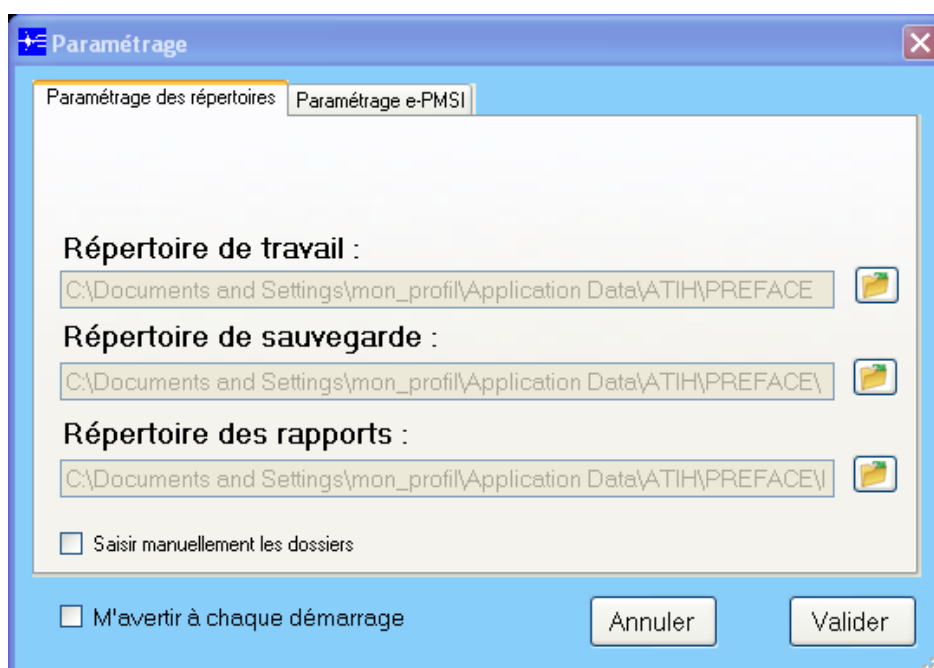 Paramétrage
Paramétrage des répertoires
Paramétrage e-PMSI
Répertoire de travail :
C:\Documents and Settings\mon_profil\Application Data\ATIH\PREFACE
Répertoire de sauvegarde :
C:\Documents and Settings\mon_profil\Application Data\ATIH\PREFACE\
Répertoire des rapports :
C:\Documents and Settings\mon_profil\Application Data\ATIH\PREFACE\
Saisir manuellement les dossiers
M'avertir à chaque démarrage
Annuler
Valider